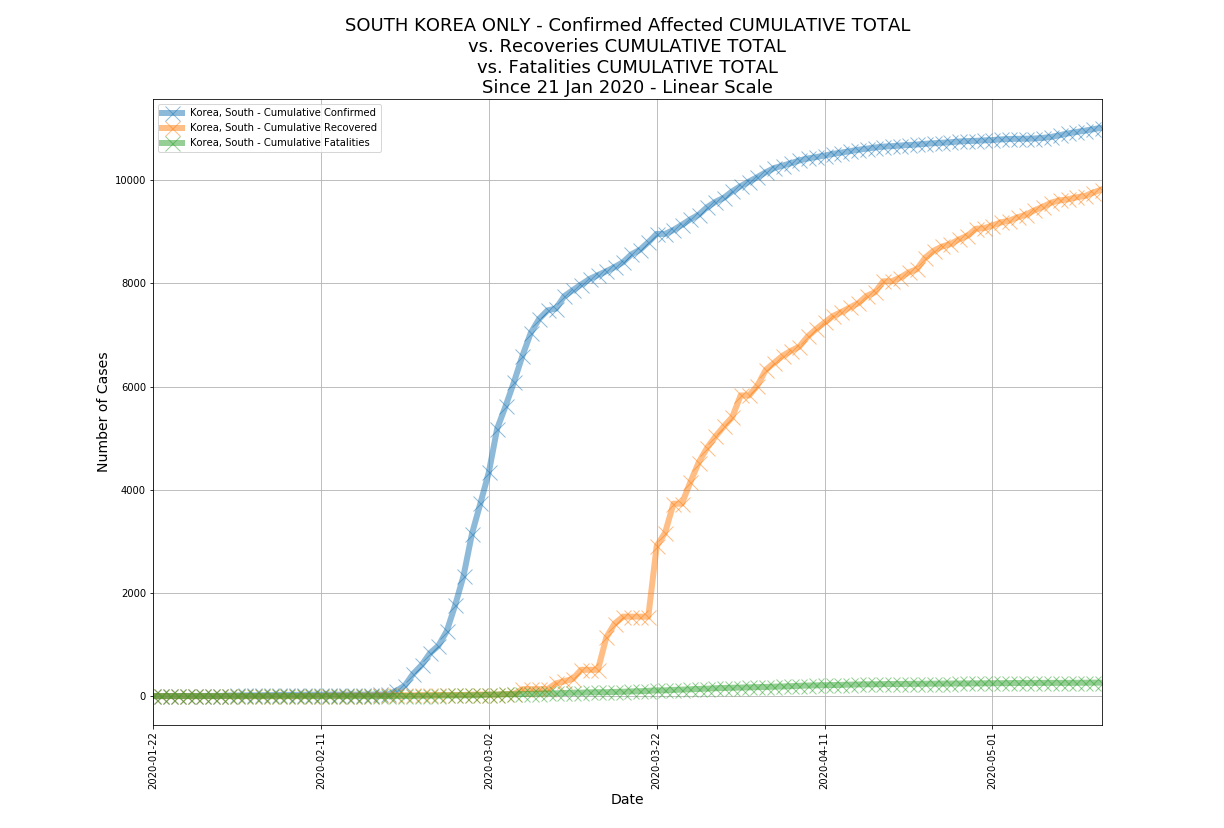 SOUTH KOREA ONLY - Confirmed Affected CUMULATIVE TOTAL
vs. Recoveries CUMULATIVE TOTAL
vs. Fatalities CUMULATIVE TOTAL
Since 21 Jan 2020 - Linear Scale
Korea, South - Cumulative Confirmed
Korea, South - Cumulative Recovered
Korea, South - Cumulative Fatalities
Number of Cases
10000
8000
6000
4000
2000
0
2020-01-22
2020-02-11
2020-03-02
2020-03-22
2020-04-11
2020-05-01
Date